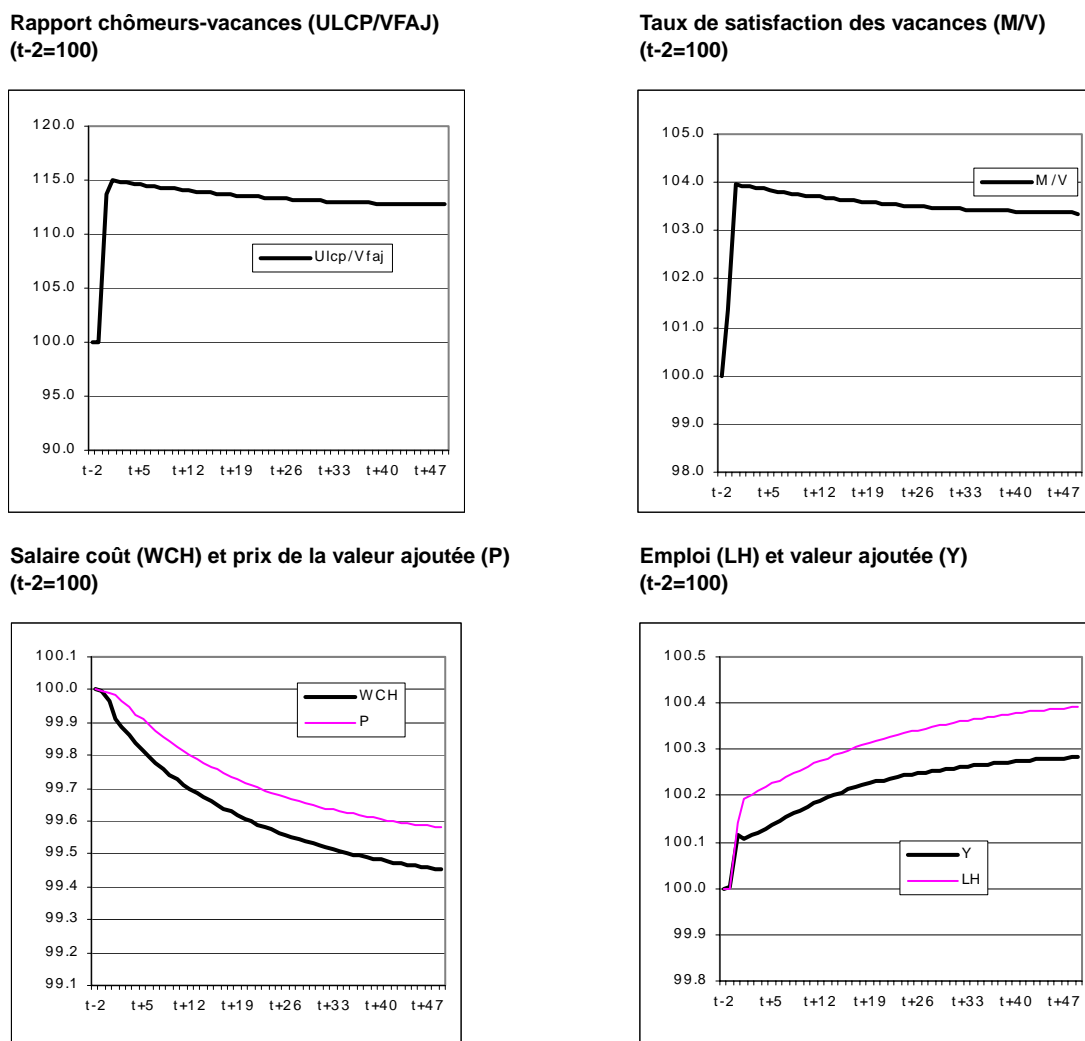 Rapport chômeurs-vacances (ULCP/VFAJ)
(t-2=100)
120.0
115.0
110.0
105.0
100.0
95.0
90.0
Ulcp/Vfaj
t-2 t+5 t+12 t+19 t+26 t+33 t+40 t+47
Taux de satisfaction des vacances (M/V)
(t-2=100)
105.0
104.0
103.0
102.0
101.0
100.0
99.0
98.0
M/V
t-2 t+5 t+12 t+19 t+26 t+33 t+40 t+47
Salaire coût (WCH) et prix de la valeur ajoutée (P)
(t-2=100)
100.1
100.0
99.9
99.8
99.7
99.6
99.5
99.4
99.3
99.2
99.1
WCH
P
t-2 t+5 t+12 t+19 t+26 t+33 t+40 t+47
Emploi (LH) et valeur ajoutée (Y)
(t-2=100)
100.5
100.4
100.3
100.2
100.1
100.0
99.9
99.8
Y
LH
t-2 t+5 t+12 t+19 t+26 t+33 t+40 t+47